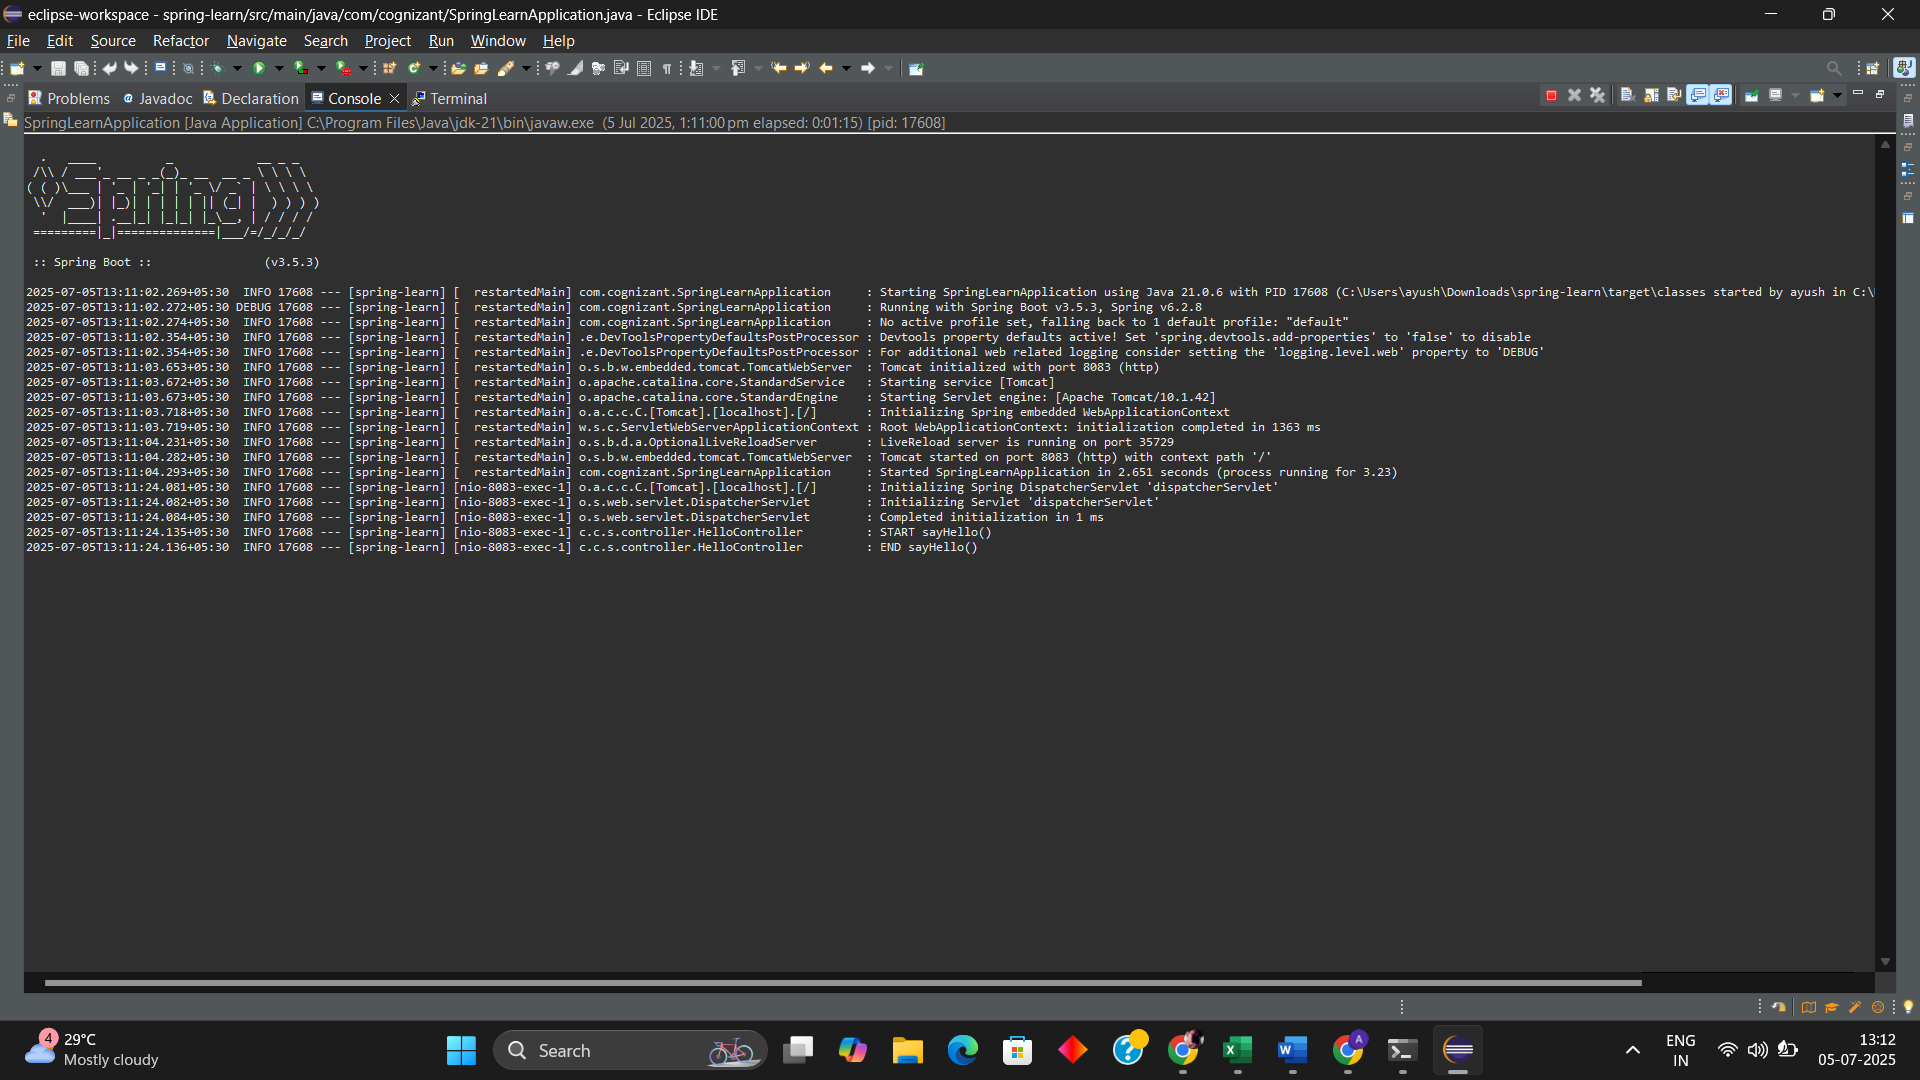 eclipse-workspace - spring-learn/src/main/java/com/cognizant/SpringLearnApplication.java - Eclipse IDE
File Edit Source Refactor Navigate Search Project Run Window Help
Problems Javadoc Declaration Console Terminal
SpringLearnApplication [Java Application] C:\Program Files\Java\jdk-21\bin\javaw.exe (5 Jul 2025, 1:11:00 pm elapsed: 0:01:15) [pid: 17608]
Spring
:: Spring Boot :: (v3.5.3)
2025-07-05T13:11:02.269+05:30 INFO 17608 --- [spring-learn] [ restartedMain] com.cognizant.SpringLearnApplication : Starting SpringLearnApplication using Java 21.0.6 with PID 17608 (C:\Users\ayush\Downloads\spring-learn\target\classes started by ayush in C:\
2025-07-05T13:11:02.272+05:30 DEBUG 17608 --- [spring-learn] [ restartedMain] com.cognizant.SpringLearnApplication : Running with Spring Boot v3.5.3, Spring v6.2.8
2025-07-05T13:11:02.274+05:30 INFO 17608 --- [spring-learn] [ restartedMain] com.cognizant.SpringLearnApplication : No active profile set, falling back to 1 default profile: "default"
2025-07-05T13:11:02.354+05:30 INFO 17608 --- [spring-learn] [ restartedMain] .e.DevToolsPropertyDefaultsPostProcessor : Devtools property defaults active! Set 'spring.devtools.add-properties' to 'false' to disable
2025-07-05T13:11:02.354+05:30 INFO 17608 --- [spring-learn] [ restartedMain] .e.DevToolsPropertyDefaultsPostProcessor : For additional web related logging consider setting the 'logging.level.web' property to 'DEBUG'
2025-07-05T13:11:03.653+05:30 INFO 17608 --- [spring-learn] [ restartedMain] o.s.b.w.embedded.tomcat.TomcatWebServer : Tomcat initialized with port 8083 (http)
2025-07-05T13:11:03.672+05:30 INFO 17608 --- [spring-learn] [ restartedMain] o.apache.catalina.core.StandardService : Starting service [Tomcat]
2025-07-05T13:11:03.673+05:30 INFO 17608 --- [spring-learn] [ restartedMain] o.apache.catalina.core.StandardEngine : Starting Servlet engine: [Apache Tomcat/10.1.42]
2025-07-05T13:11:03.718+05:30 INFO 17608 --- [spring-learn] [ restartedMain] o.a.c.c.C.[Tomcat].[localhost].[/] : Initializing Spring embedded WebApplicationContext
2025-07-05T13:11:03.719+05:30 INFO 17608 --- [spring-learn] [ restartedMain] w.s.c.ServletWebServerApplicationContext : Root WebApplicationContext: initialization completed in 1363 ms
2025-07-05T13:11:04.231+05:30 INFO 17608 --- [spring-learn] [ restartedMain] o.s.b.d.a.OptionalLiveReloadServer : LiveReload server is running on port 35729
2025-07-05T13:11:04.282+05:30 INFO 17608 --- [spring-learn] [ restartedMain] o.s.b.w.embedded.tomcat.TomcatWebServer : Tomcat started on port 8083 (http) with context path '/'
2025-07-05T13:11:04.293+05:30 INFO 17608 --- [spring-learn] [ restartedMain] com.cognizant.SpringLearnApplication : Started SpringLearnApplication in 2.651 seconds (process running for 3.23)
2025-07-05T13:11:24.081+05:30 INFO 17608 --- [spring-learn] [nio-8083-exec-1] o.a.c.c.C.[Tomcat].[localhost].[/] : Initializing Spring DispatcherServlet 'dispatcherServlet'
2025-07-05T13:11:24.082+05:30 INFO 17608 --- [spring-learn] [nio-8083-exec-1] o.s.web.servlet.DispatcherServlet : Initializing Servlet 'dispatcherServlet'
2025-07-05T13:11:24.084+05:30 INFO 17608 --- [spring-learn] [nio-8083-exec-1] o.s.web.servlet.DispatcherServlet : Completed initialization in 1 ms
2025-07-05T13:11:24.135+05:30 INFO 17608 --- [spring-learn] [nio-8083-exec-1] c.c.s.controller.HelloController : START sayHello()
2025-07-05T13:11:24.136+05:30 INFO 17608 --- [spring-learn] [nio-8083-exec-1] c.c.s.controller.HelloController : END sayHello()
4 29°C
Mostly cloudy
Search
A
ENG
IN
13:12
05-07-2025